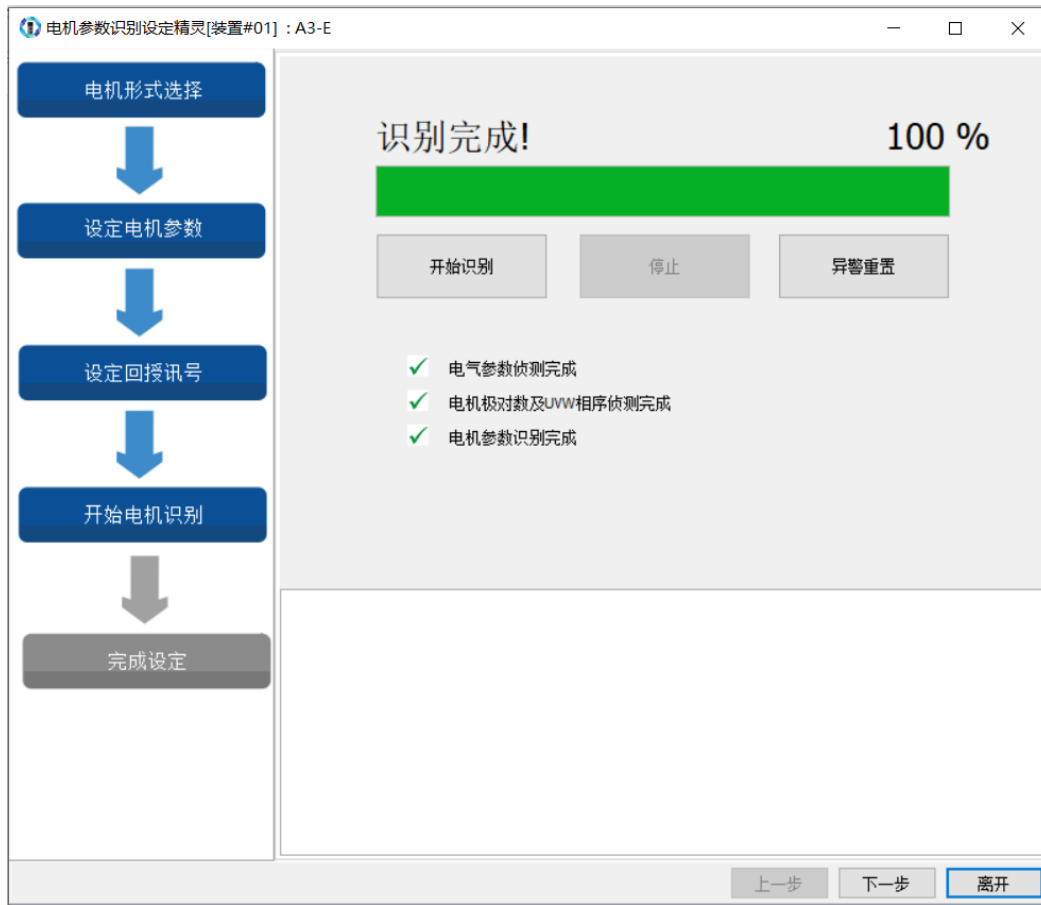 电机参数识别设定精灵[装置#01] : A3-E
电机形式选择
设定电机参数
设定回授讯号
开始电机识别
完成设定
识别完成! 100 %
开始识别 停止 异警重置
电气参数侦测完成
电机极对数及UVW相序侦测完成
电机参数识别完成
上一步 下一步 离开